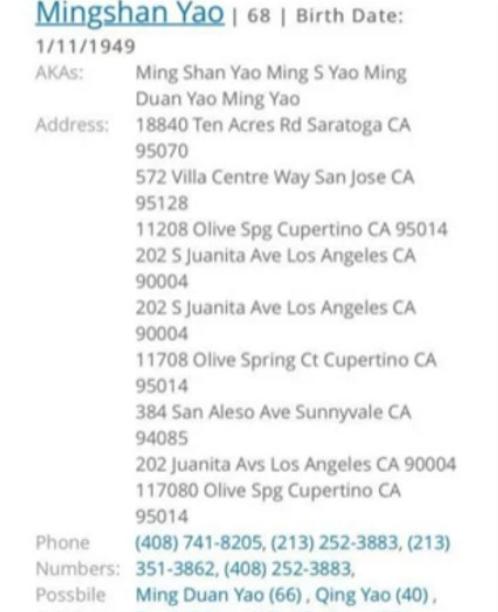 Mingshan Yao | 68 | Birth Date:
1/11/1949
AKAs: Ming Shan Yao Ming S Yao Ming
Duan Yao Ming Yao
Address: 18840 Ten Acres Rd Saratoga CA
95070
572 Villa Centre Way San Jose CA
95128
11208 Olive Spg Cupertino CA 95014
202 S Juanita Ave Los Angeles CA
90004
202 S Juanita Ave Los Angeles CA
90004
11708 Olive Spring Ct Cupertino CA
95014
384 San Aleso Ave Sunnyvale CA
94085
202 Juanita Avs Los Angeles CA 90004
117080 Olive Spg Cupertino CA
95014
Phone (408) 741-8205, (213) 252-3883, (213)
Numbers: 351-3862, (408) 252-3883,
Possbile Ming Duan Yao (66) , Qing Yao (40) ,